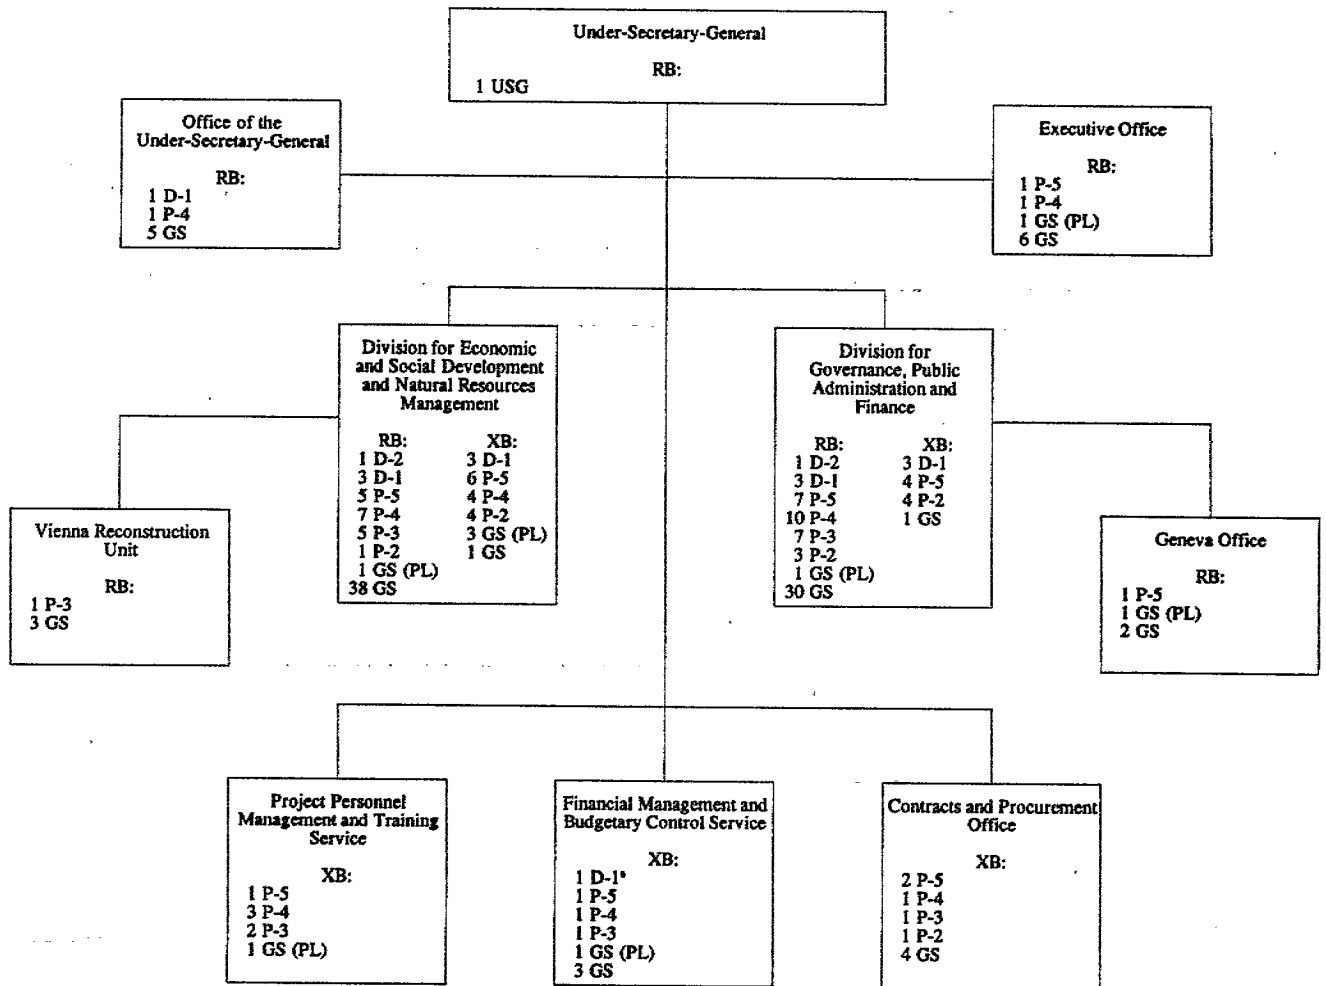 Under-Secretary-General
RB:
1 USG
Office of the
Under-Secretary-General
RB:
1 D-1
1 P-4
5 GS
Executive Office
RB:
1 P-5
1 P-4
1 GS (PL)
6 GS
Division for Economic
and Social Development
and Natural Resources
Management
RB: XB:
1 D-2 3 D-1
3 D-1 6 P-5
5 P-5 4 P-4
7 P-4 4 P-2
5 P-3 3 GS (PL)
1 P-2 1 GS
1 GS (PL)
38 GS
Division for
Governance, Public
Administration and
Finance
RB: XB:
1 D-2 3 D-1
3 D-1 4 P-5
7 P-5 4 P-2
10 P-4 1 GS
7 P-3
3 P-2
1 GS (PL)
30 GS
Vienna Reconstruction
Unit
RB:
1 P-3
3 GS
Geneva Office
RB:
1 P-5
1 GS (PL)
2 GS
Project Personnel
Management and Training
Service
XB:
1 P-5
3 P-4
2 P-3
1 GS (PL)
Financial Management and
Budgetary Control Service
XB:
1 D-1*
1 P-5
1 P-4
1 P-3
1 GS (PL)
3 GS
Contracts and Procurement
Office
XB:
2 P-5
1 P-4
1 P-3
1 P-2
4 GS